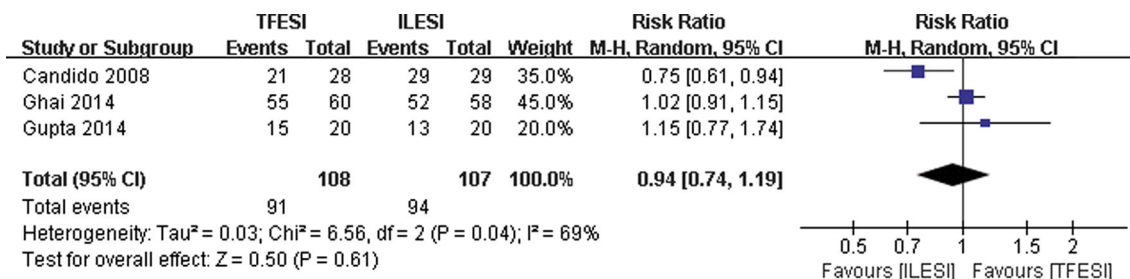 TFESI ILESI Risk Ratio Risk Ratio
Study or Subgroup Events Total Events Total Weight M-H, Random, 95% CI M-H, Random, 95% CI
Candido 2008 21 28 29 29 35.0% 0.75 [0.61, 0.94]
Ghai 2014 55 60 52 58 45.0% 1.02 [0.91, 1.15]
Gupta 2014 15 20 13 20 20.0% 1.15 [0.77, 1.74]
Total (95% CI) 108 107 100.0% 0.94 [0.74, 1.19]
Total events 91 94
Heterogeneity: Tau² = 0.03; Chi² = 6.56, df = 2 (P = 0.04); I² = 69%
Test for overall effect: Z = 0.50 (P = 0.61)
0.5 0.7 1 1.5 2
Favours [ILESI] Favours [TFESI]